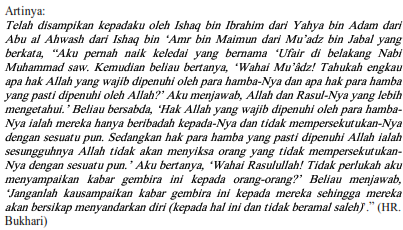 Artinya:
Telah disampikan kepadaku oleh Ishaq bin Ibrahim dari Yahya bin Adam dari
Abu al Ahwash dari Ishaq bin ‘Amr bin Maimun dari Mu’adz bin Jabal yang
berkata, “Aku pernah naik keledai yang bernama ‘Ufair di belakang Nabi
Muhammad saw. Kemudian beliau bertanya, ‘Wahai Mu’âdz! Tahukah engkau
apa hak Allah yang wajib dipenuhi oleh para hamba-Nya dan apa hak para hamba
yang pasti dipenuhi oleh Allah?’ Aku menjawab, Allah dan Rasul-Nya yang lebih
mengetahui.’ Beliau bersabda, ‘Hak Allah yang wajib dipenuhi oleh para hamba-
Nya ialah mereka hanya beribadah kepada-Nya dan tidak mempersekutukan-Nya
dengan sesuatu pun. Sedangkan hak para hamba yang pasti dipenuhi Allah ialah
sesungguhnya Allah tidak akan menyiksa orang yang tidak mempersekutukan-
Nya dengan sesuatu pun.’ Aku bertanya, ‘Wahai Rasulullah! Tidak perlukah aku
menyampaikan kabar gembira ini kepada orang-orang?’ Beliau menjawab,
‘Janganlah kausampaikan kabar gembira ini kepada mereka sehingga mereka
akan bersikap menyandarkan diri (kepada hal ini dan tidak beramal saleh)’.” (HR.
Bukhari)